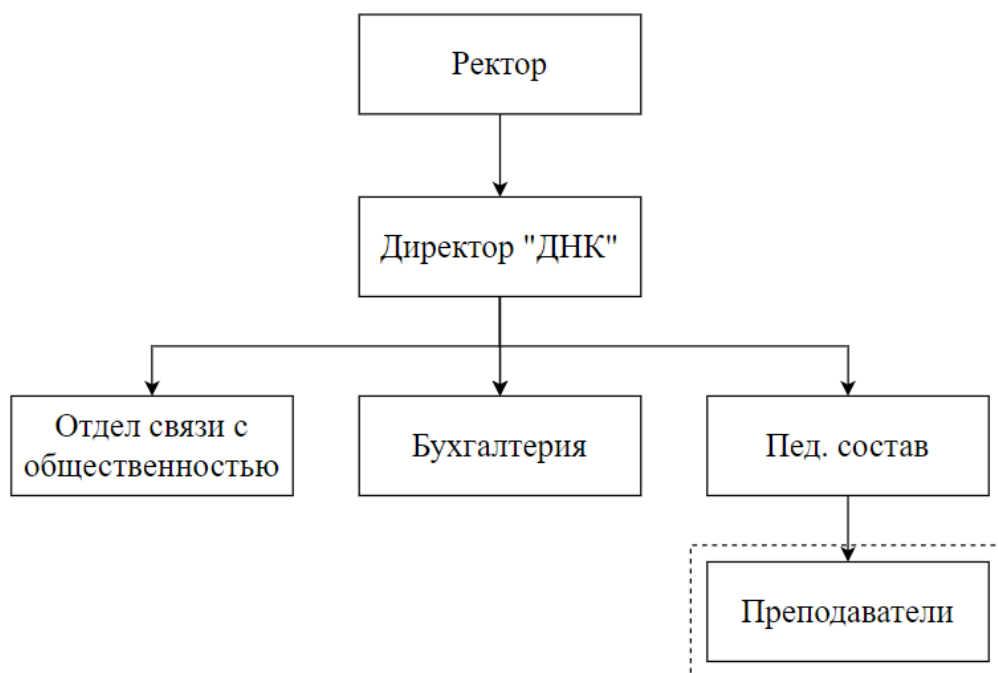 Ректор
Директор "ДНК"
Отдел связи с
общественностью
Бухгалтерия
Пед. состав
Преподаватели